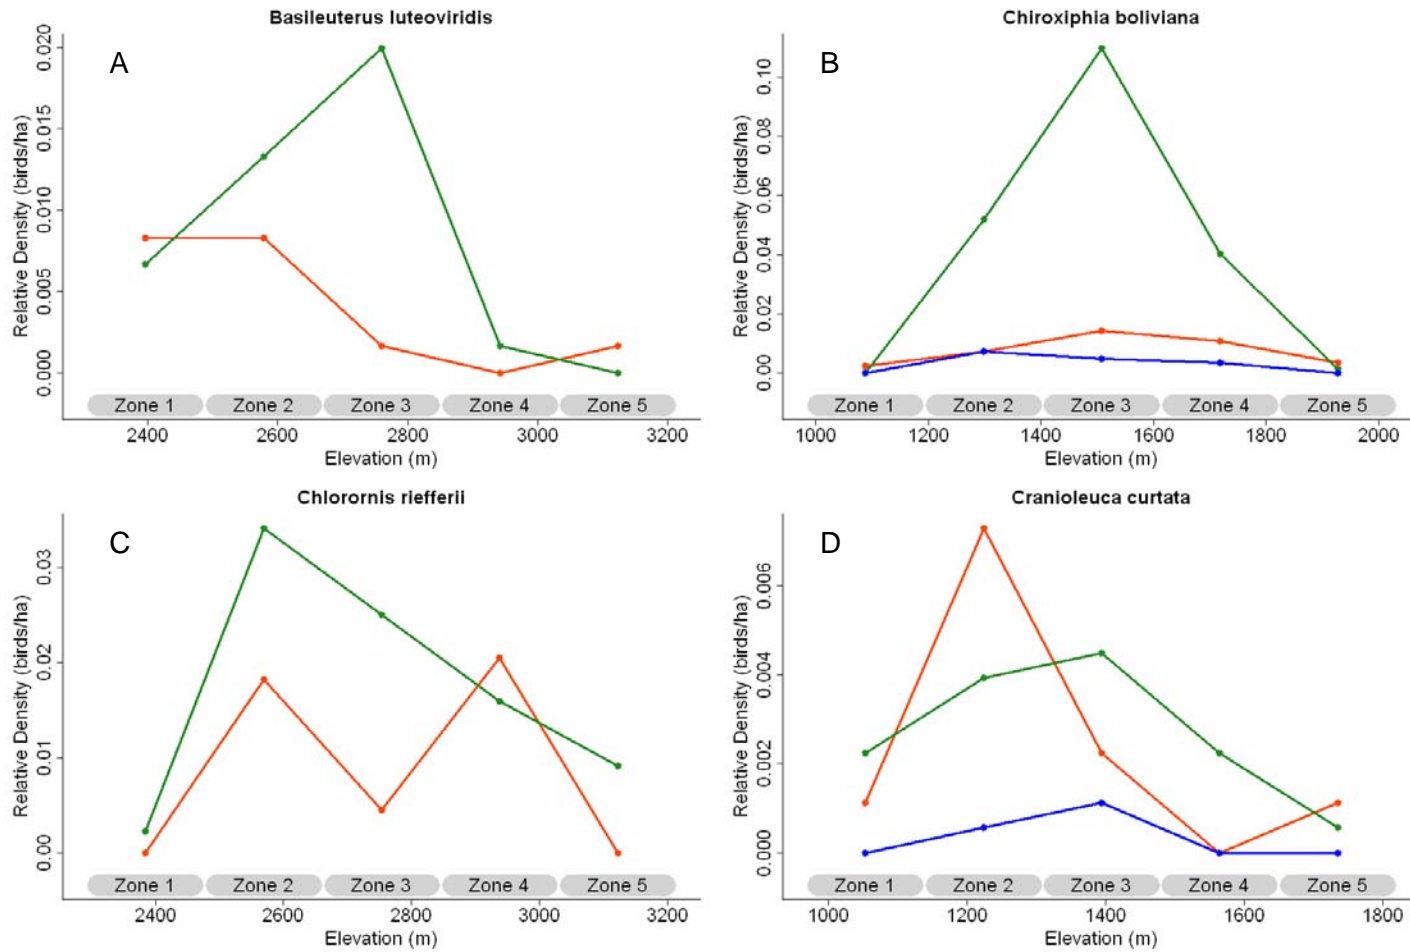 Basileuterus luteoviridis
A
Relative Density (birds/ha)
0.020
0.015
0.010
0.005
0.000
Zone 1 Zone 2 Zone 3 Zone 4 Zone 5
2400 2600 2800 3000 3200
Elevation (m)
Chiroxiphia boliviana
B
Relative Density (birds/ha)
0.10
0.08
0.06
0.04
0.02
0.00
Zone 1 Zone 2 Zone 3 Zone 4 Zone 5
1000 1200 1400 1600 1800 2000
Elevation (m)
Chlorornis riefferii
C
Relative Density (birds/ha)
0.03
0.02
0.01
0.00
Zone 1 Zone 2 Zone 3 Zone 4 Zone 5
2400 2600 2800 3000 3200
Elevation (m)
Cranioleuca curtata
D
Relative Density (birds/ha)
0.006
0.004
0.002
0.000
Zone 1 Zone 2 Zone 3 Zone 4 Zone 5
1000 1200 1400 1600 1800
Elevation (m)